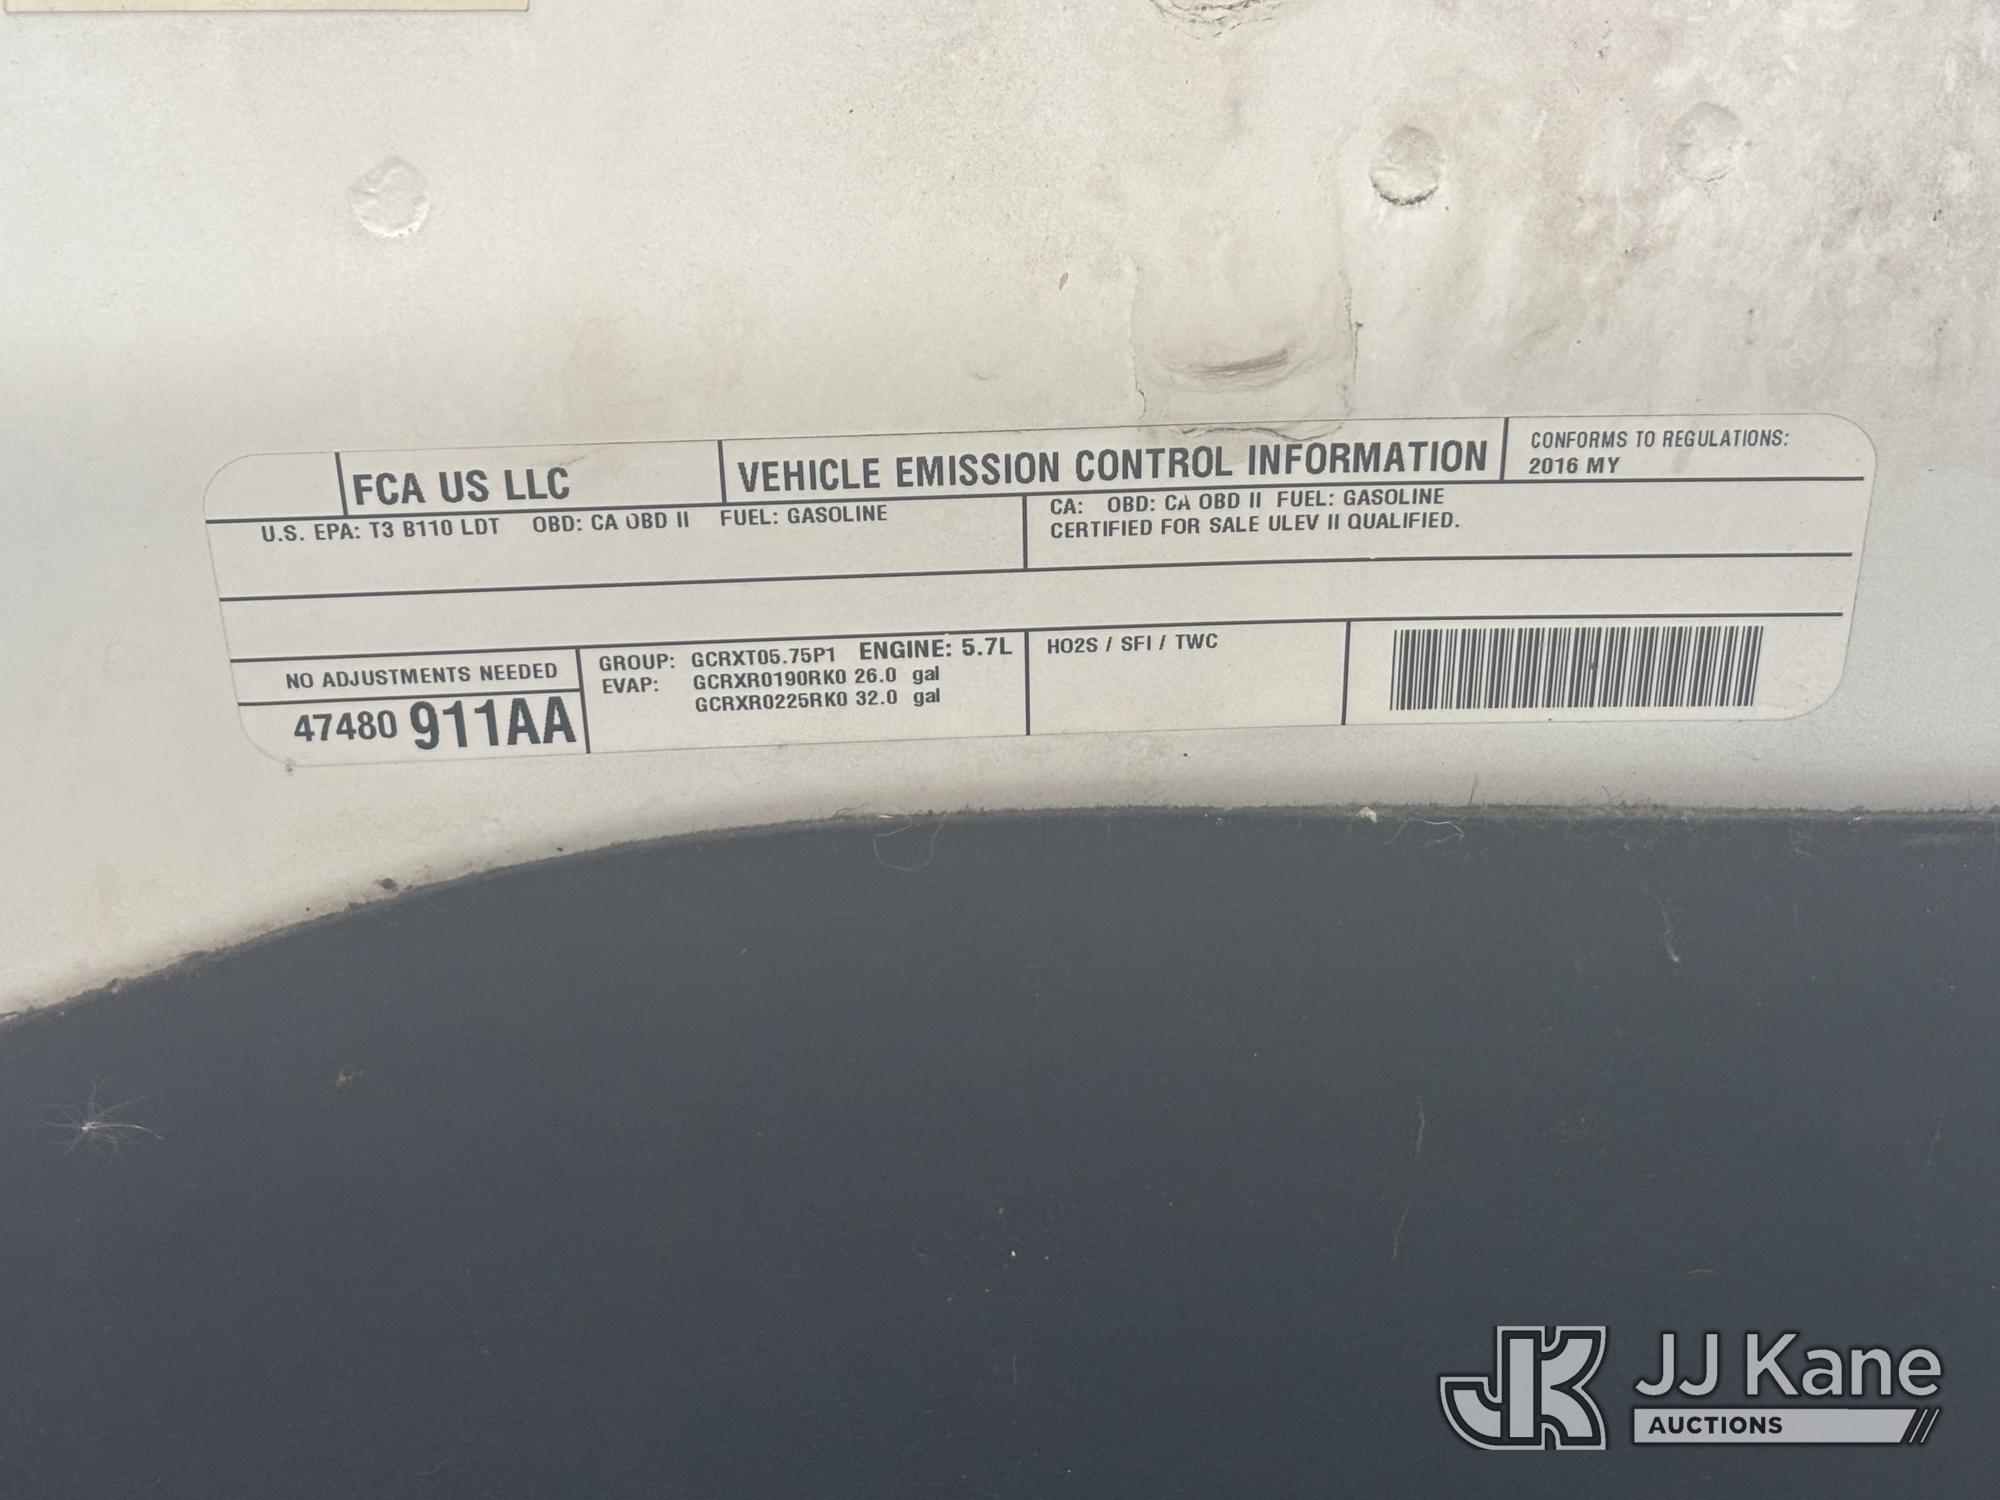 FCA US LLC
VEHICLE EMISSION CONTROL INFORMATION
CONFORMS TO REGULATIONS:
2016 MY
U.S. EPA: T3 B110 LDT OBD: CA OBD II FUEL: GASOLINE
CA: OBD: CA OBD II FUEL: GASOLINE
CERTIFIED FOR SALE ULEV II QUALIFIED.
NO ADJUSTMENTS NEEDED
47480 911AA
GROUP: GCRXT05.75P1 ENGINE: 5.7L
EVAP: GCRXR0190RK0 26.0 gal
GCRXR0225RK0 32.0 gal
HO2S / SFI / TWC
JK JJ Kane
AUCTIONS